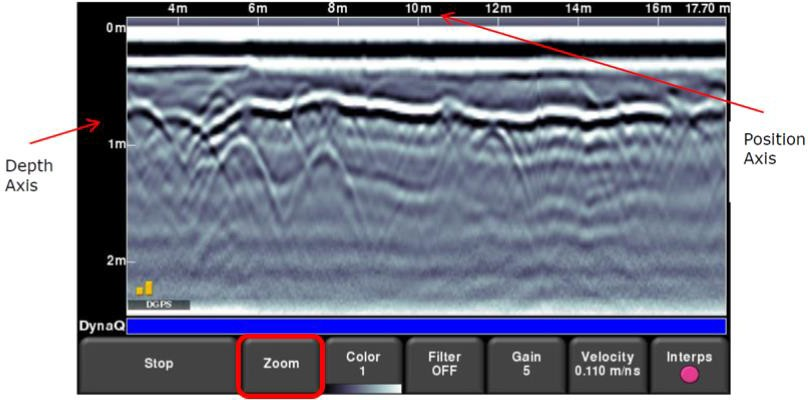 4m 6m 8m 10m 12m 14m 16m 17.70 m
0m
Position
Axis
1m
Depth
Axis
2m
DGPS
DynaQ
Stop
Zoom
Color
1
Filter
OFF
Gain
5
Velocity
0.110 m/ns
Interps